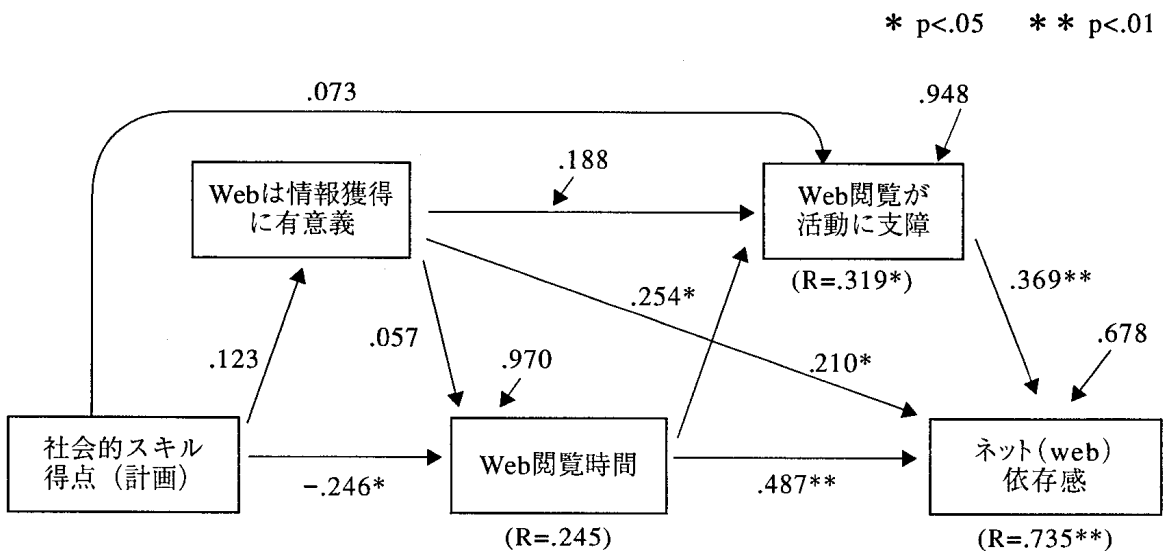 * p<.05 ** p<.01
.073
.948
.188
Webは情報獲得
に有意義
Web閲覧が
活動に支障
(R=.319*)
.254*
.369**
.123
.057
.970
.210*
.678
社会的スキル
得点（計画）
-.246*
Web閲覧時間
(R=.245)
.487**
ネット（web）
依存感
(R=.735**)